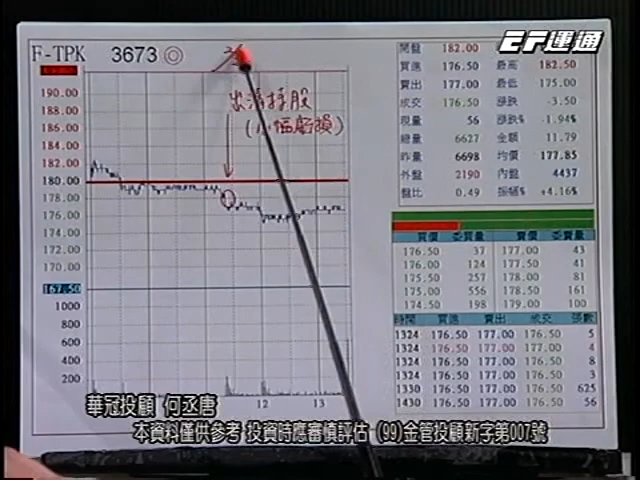 F-TPK 3673 ◎
EF運通
190.00
188.00
186.00
184.00
182.00
180.00
178.00
176.00
174.00
172.00
170.00
167.50
1000
800
600
400
200
12 13
出清持股
(小幅虧損)
開盤 182.00 最高 182.50
買進 176.50
賣出 177.00 最低 175.00
成交 176.50 漲跌 -3.50
現量 56 漲跌% -1.94%
總量 6627 金額 11.79
昨量 6698 均價 177.85
外盤 2190 內盤 4437
盤比 0.49 振幅% +4.16%
買價 委買量 賣價 委賣量
176.50 37 177.00 43
176.00 124 177.50 41
175.50 257 178.00 81
175.00 556 178.50 161
174.50 198 179.00 100
時間 買進 賣出 成交 張數
1324 176.50 177.00 176.50 5
1324 176.50 177.00 176.50 4
1324 176.50 177.00 176.50 8
1324 176.50 177.00 176.50 3
1330 176.50 177.00 176.50 625
1430 176.50 177.00 176.50 56
華冠投顧 何丞唐
本資料僅供參考 投資時應審慎評估 (99)金管投顧新字第007號